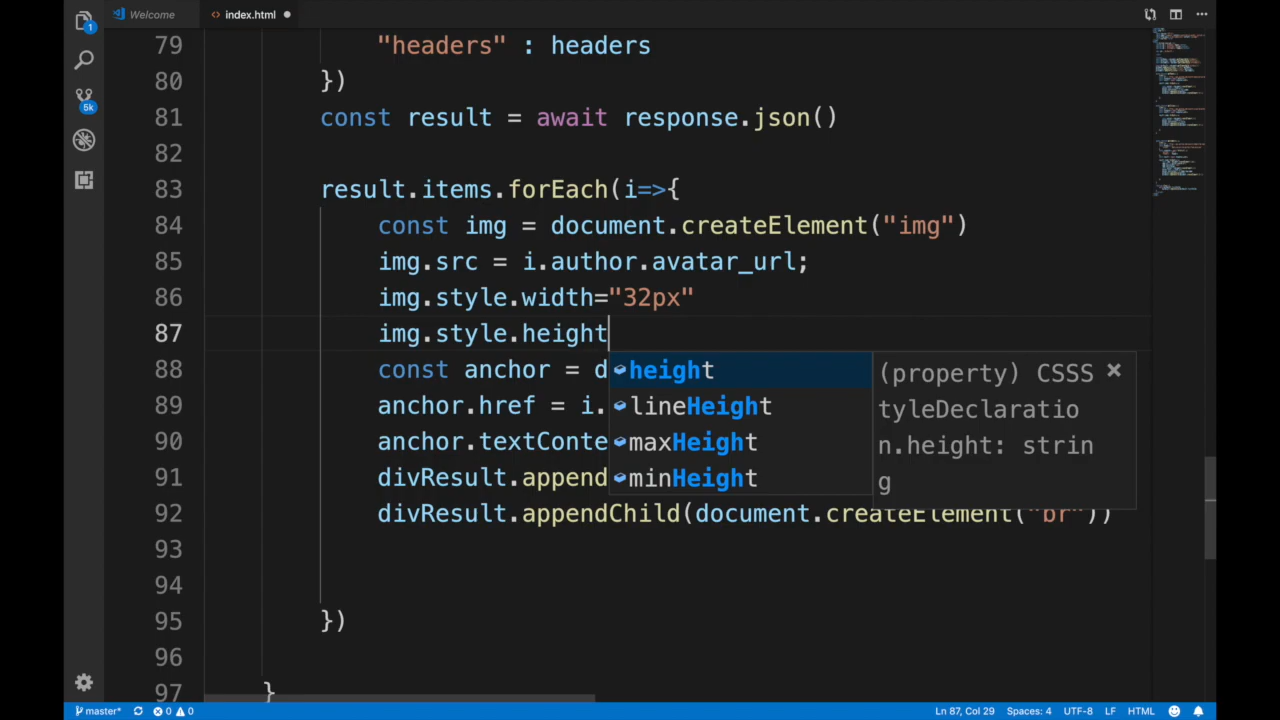 1
Welcome
<> index.html
5k
79 "headers" : headers
80 })
81 const result = await response.json()
82
83 result.items.forEach(i=>{
84 const img = document.createElement("img")
85 img.src = i.author.avatar_url;
86 img.style.width="32px"
87 img.style.height
88 const anchor = d
89 anchor.href = i.
90 anchor.textConte
91 divResult.append
92 divResult.appendChild(document.createElement("br"))
93
94
95 })
96
97 }
height
lineHeight
maxHeight
minHeight
(property) CSSS
tyleDeclaratio
n.height: strin
g
master* 0 0 Ln 87, Col 29 Spaces: 4 UTF-8 LF HTML